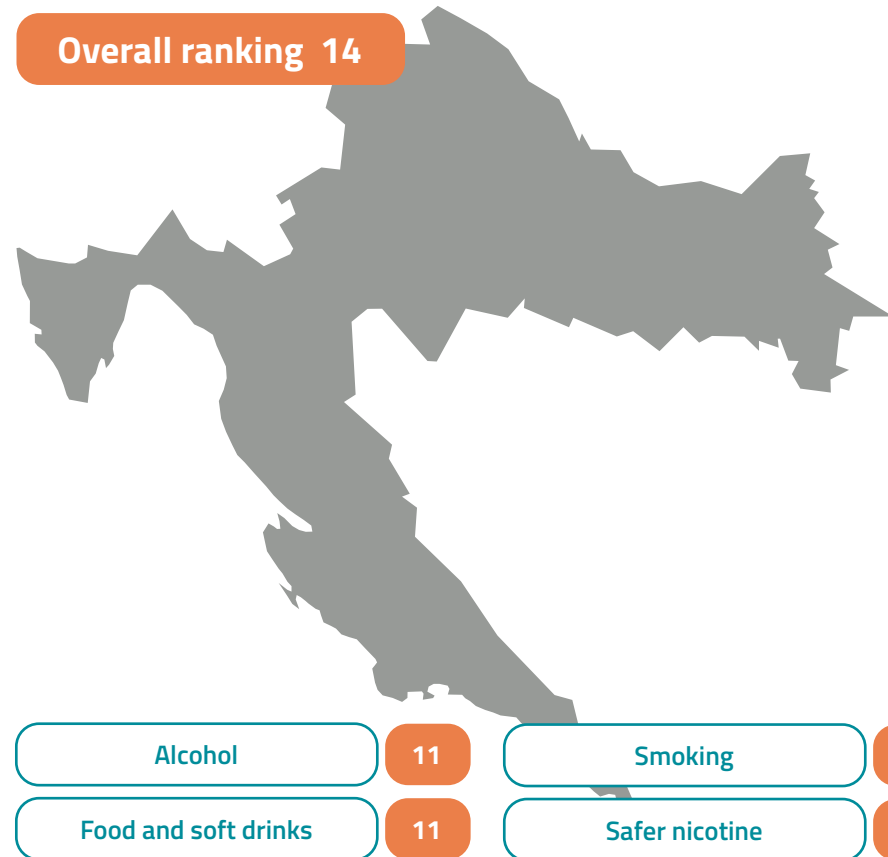 Overall ranking 14
Alcohol 11
Smoking
Food and soft drinks 11
Safer nicotine